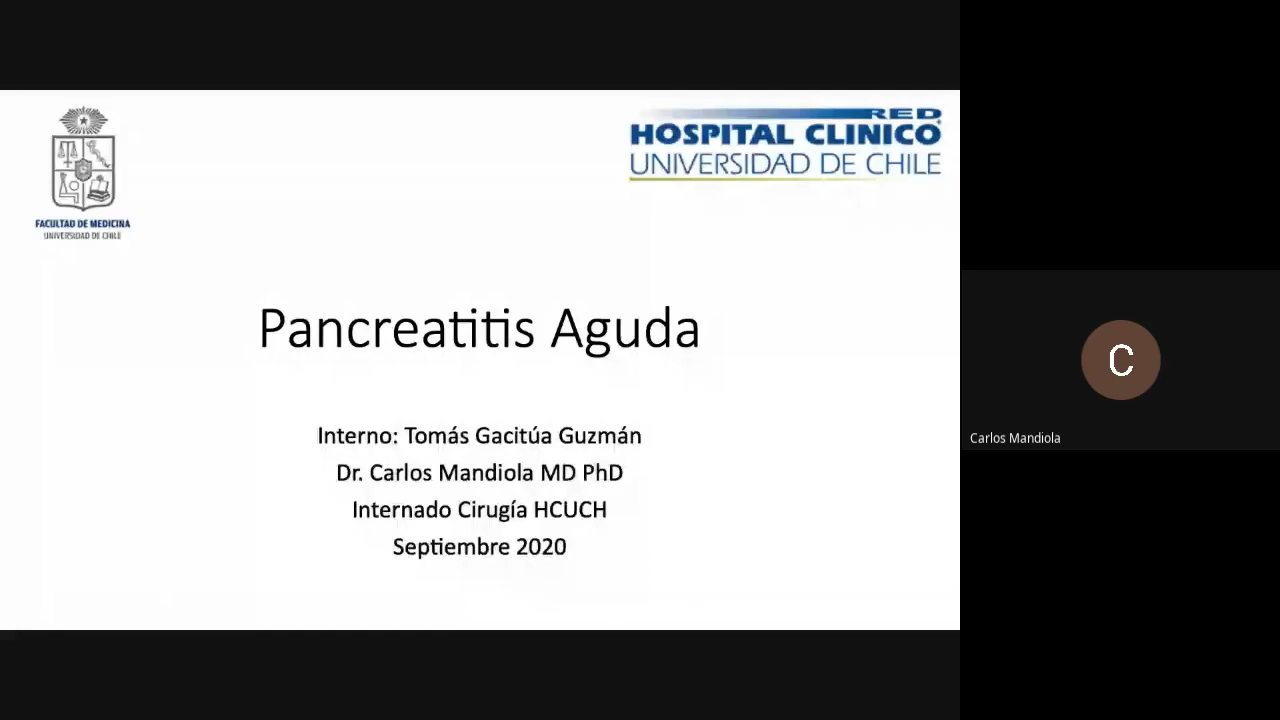 RED
HOSPITAL CLINICO
UNIVERSIDAD DE CHILE
FACULTAD DE MEDICINA
UNIVERSIDAD DE CHILE
Pancreatitis Aguda
Interno: Tomás Gacitúa Guzmán
Dr. Carlos Mandiola MD PhD
Internado Cirugía HCUCH
Septiembre 2020
C
Carlos Mandiola